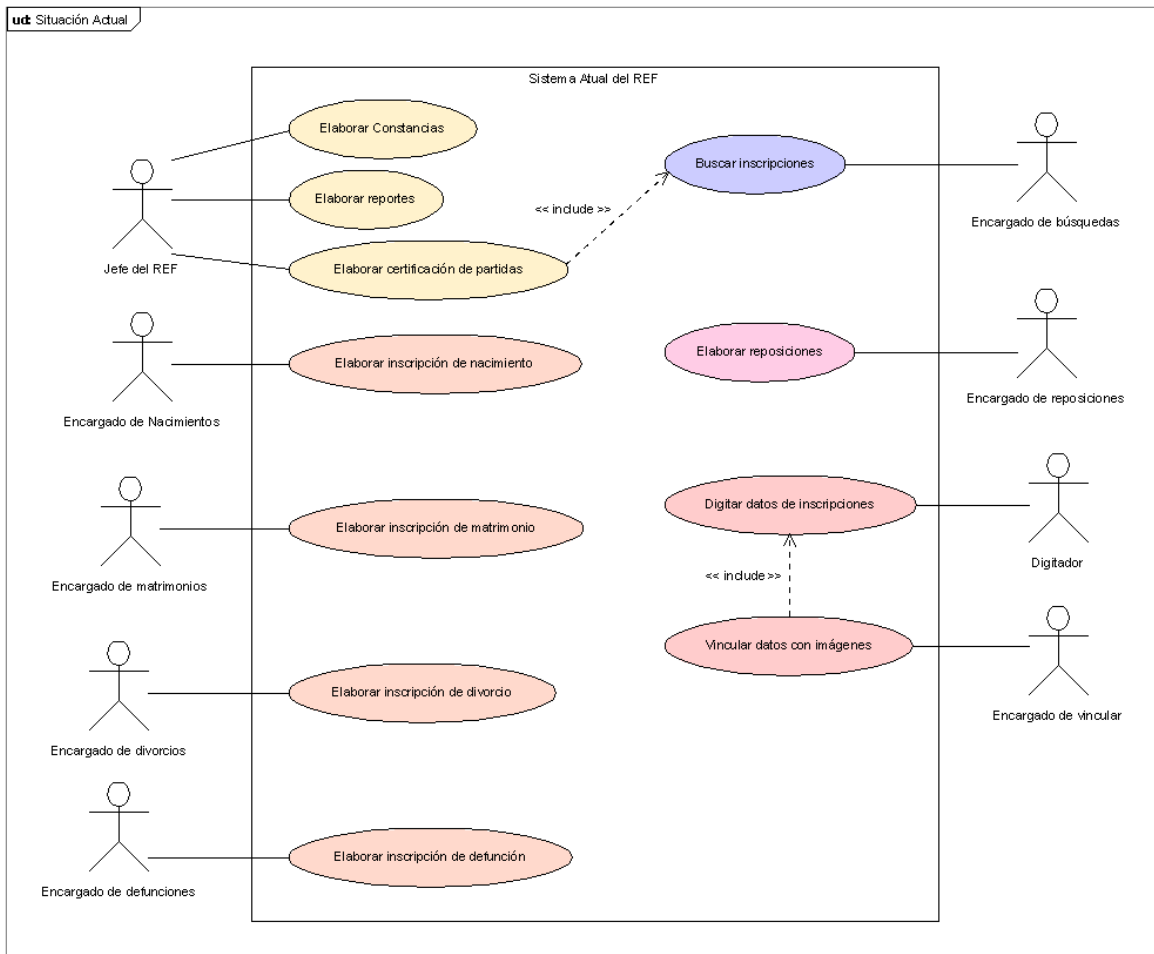 ud: Situación Actual
Sistema Atual del REF
Elaborar Constancias
Buscar inscripciones
Elaborar reportes
<< include >>
Encargado de búsquedas
Jefe del REF
Elaborar certificación de partidas
Elaborar reposiciones
Elaborar inscripción de nacimiento
Encargado de reposiciones
Encargado de Nacimientos
Digitar datos de inscripciones
Elaborar inscripción de matrimonio
Digitador
<< include >>
Encargado de matrimonios
Vincular datos con imágenes
Elaborar inscripción de divorcio
Encargado de vincular
Encargado de divorcios
Elaborar inscripción de defunción
Encargado de defunciones